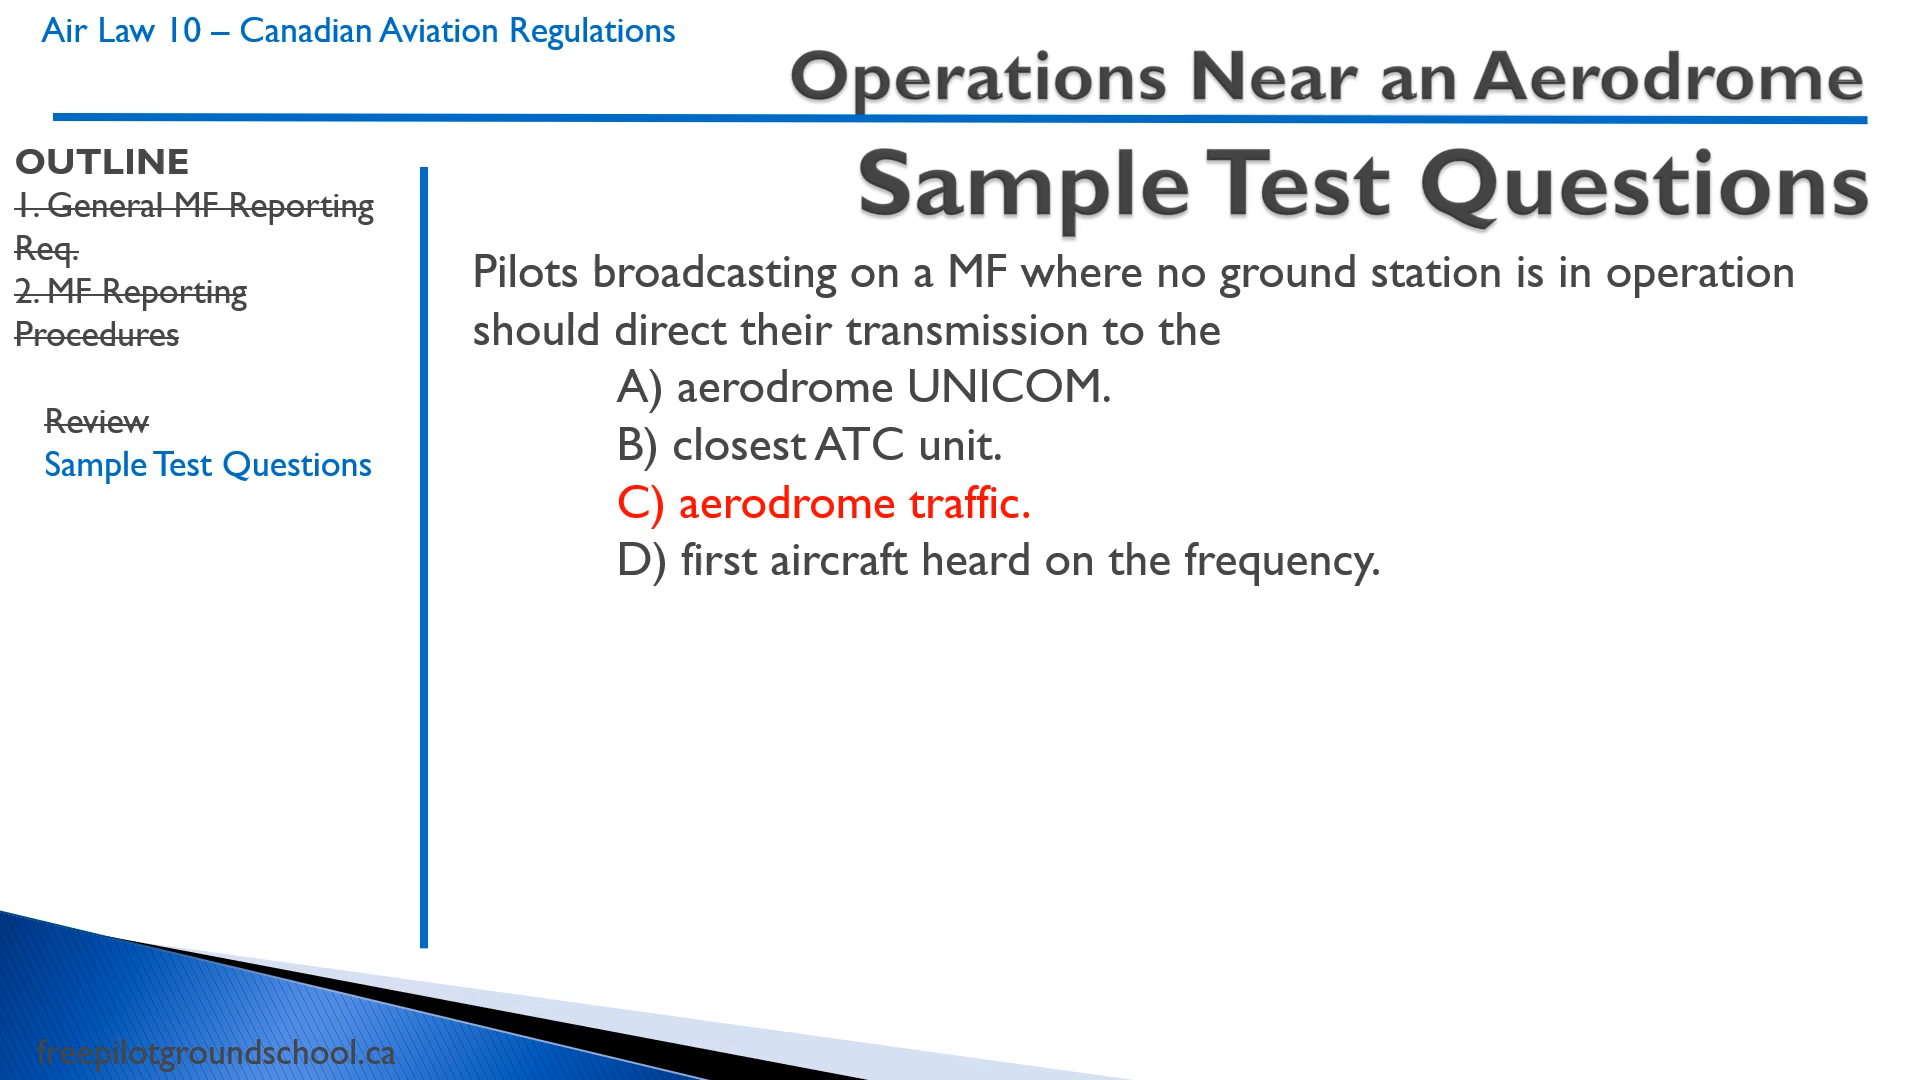 Air Law 10 – Canadian Aviation Regulations
Operations Near an Aerodrome
OUTLINE
1. General MF Reporting
Req.
2. MF Reporting
Procedures
Review
Sample Test Questions
Sample Test Questions
Pilots broadcasting on a MF where no ground station is in operation
should direct their transmission to the
A) aerodrome UNICOM.
B) closest ATC unit.
C) aerodrome traffic.
D) first aircraft heard on the frequency.
freepilotgroundschool.ca